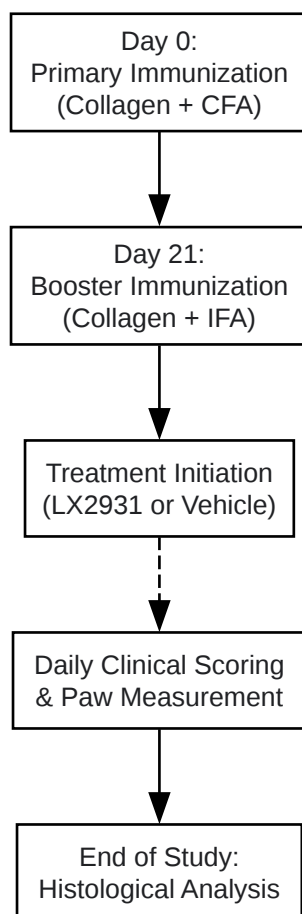 Day 0:
Primary Immunization
(Collagen + CFA)
Day 21:
Booster Immunization
(Collagen + IFA)
Treatment Initiation
(LX2931 or Vehicle)
Daily Clinical Scoring
& Paw Measurement
End of Study:
Histological Analysis